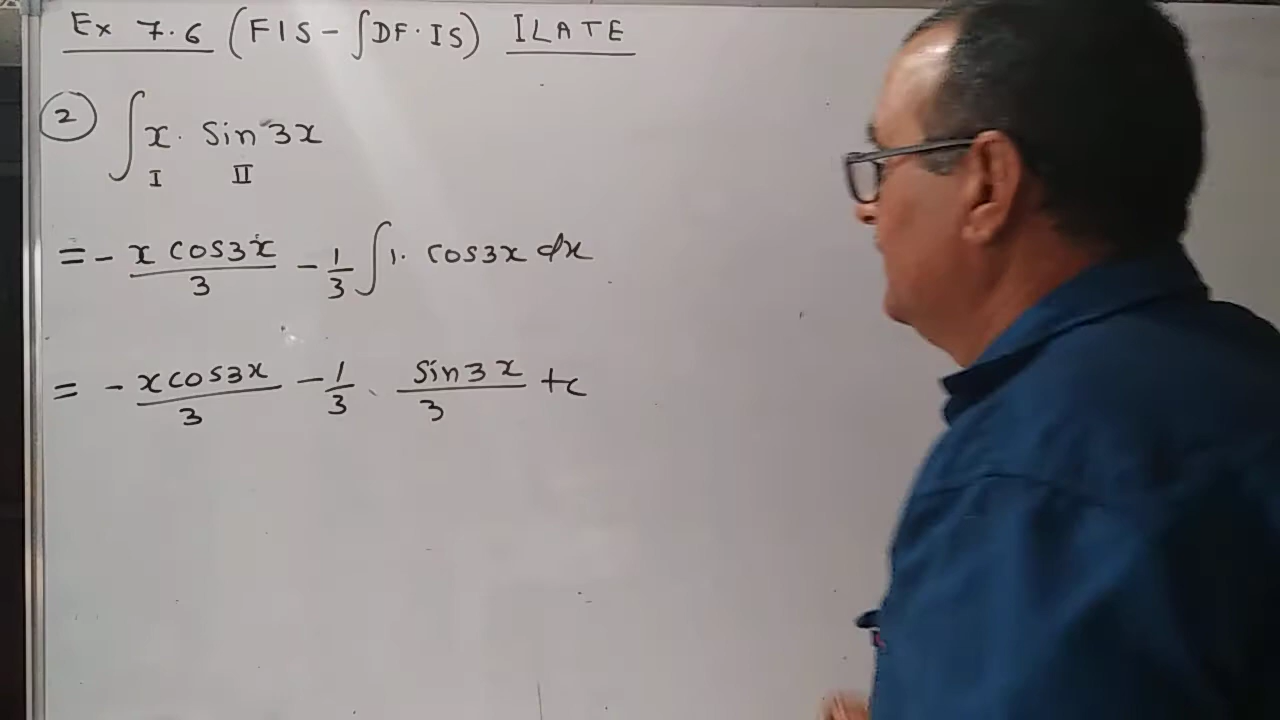 Ex 7.6 (FIS - ∫DF·IS) ILATE
② ∫ x · Sin 3x
I II
= - x cos3x/3 - 1/3 ∫ 1. cos3x dx
= - x cos3x/3 - 1/3 · Sin3x/3 + c